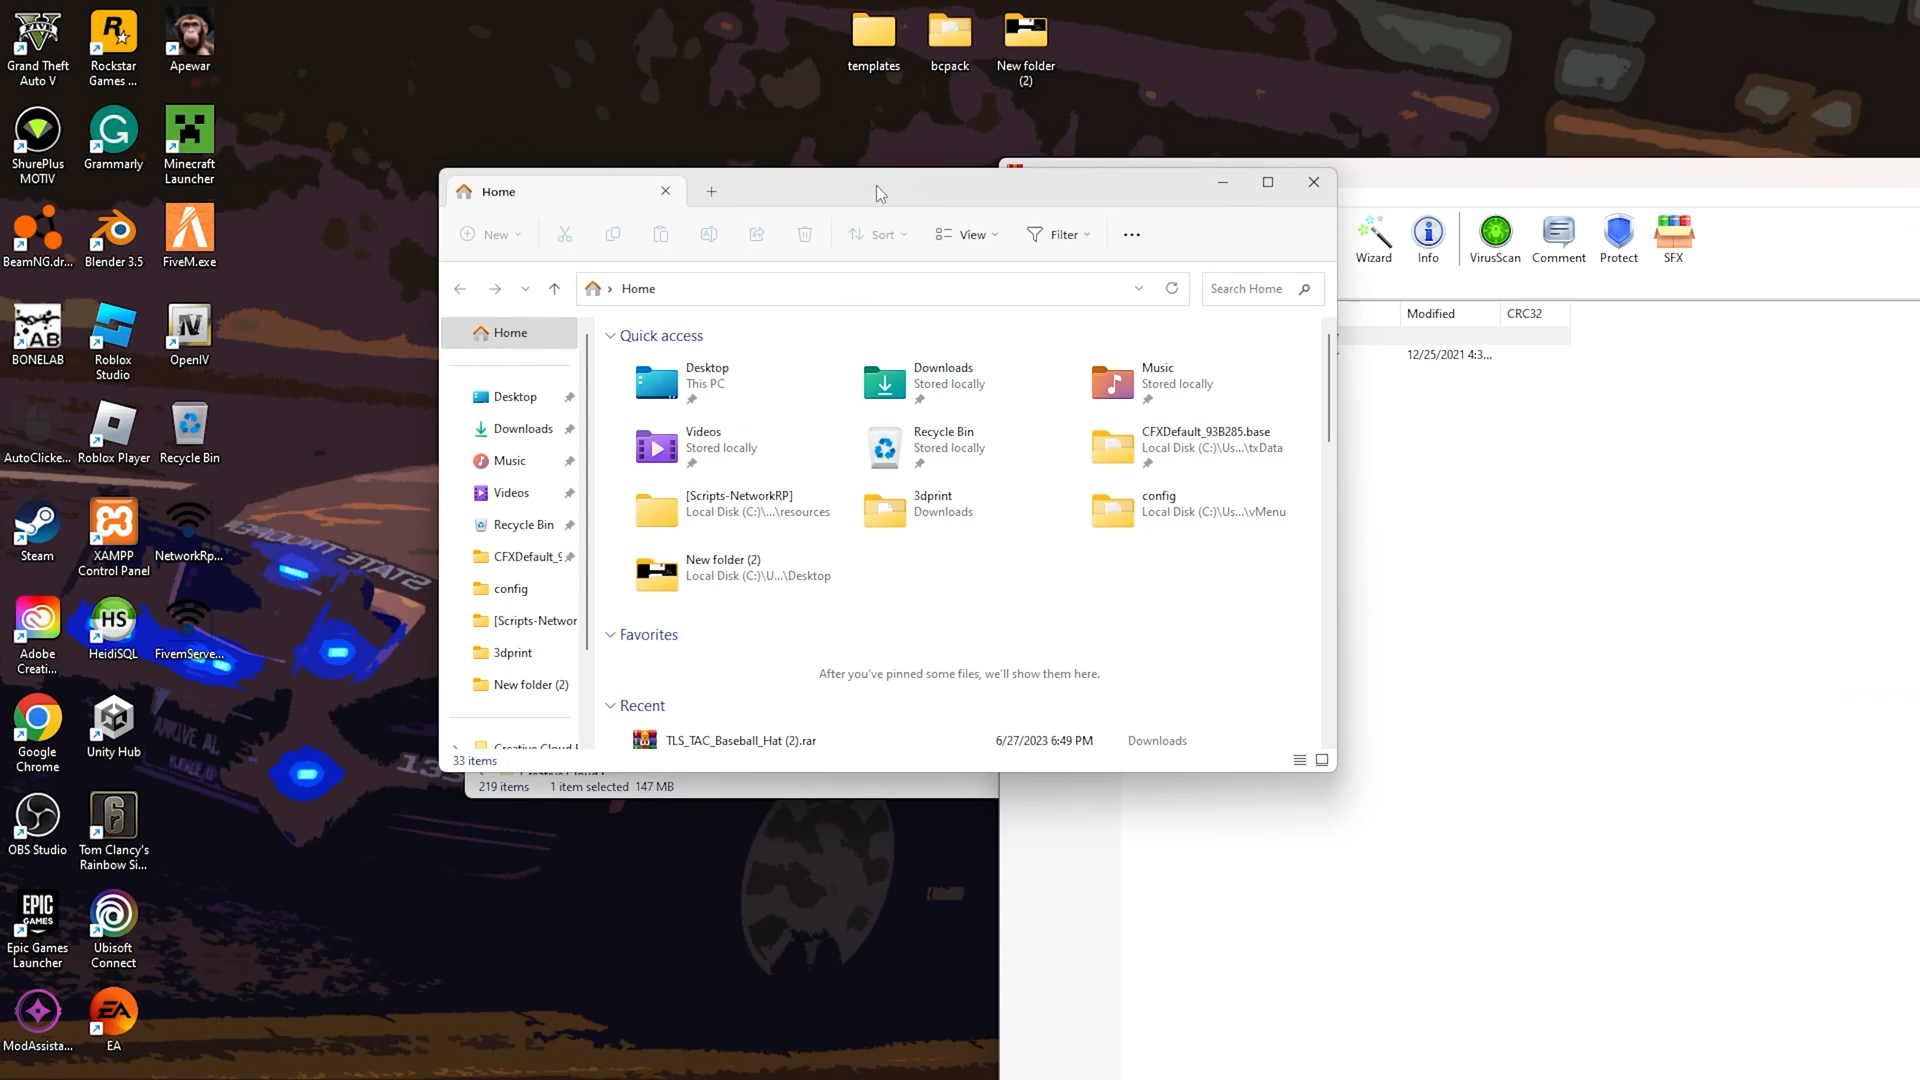 Grand Theft
Auto V
Rockstar
Games ...
Apewar
templates
bcpack
New folder
(2)
ShurePlus
MOTIV
Grammarly
Minecraft
Launcher
BeamNG.dr...
Blender 3.5
FiveM.exe
BONELAB
Roblox
Studio
OpenIV
AutoClicke...
Roblox Player
Recycle Bin
Steam
XAMPP
Control Panel
NetworkRp...
Adobe
Creati...
HeidiSQL
FivemServe...
Google
Chrome
Unity Hub
OBS Studio
Tom Clancy's
Rainbow Si...
Epic Games
Launcher
Ubisoft
Connect
ModAssista...
EA
STATE TROOPER
133
Home
New
Sort
View
Filter
Home
Search Home
Home
Desktop
Downloads
Music
Videos
Recycle Bin
CFXDefault_9
config
[Scripts-Networ
3dprint
New folder (2)
Creative Cloud F
Quick access
Desktop
This PC
Downloads
Stored locally
Music
Stored locally
Videos
Stored locally
Recycle Bin
Stored locally
CFXDefault_93B285.base
Local Disk (C:)\Us...\txData
[Scripts-NetworkRP]
Local Disk (C:)\...\resources
3dprint
Downloads
config
Local Disk (C:)\Us...\vMenu
New folder (2)
Local Disk (C:)\U...\Desktop
Favorites
After you've pinned some files, we'll show them here.
Recent
TLS_TAC_Baseball_Hat (2).rar
6/27/2023 6:49 PM
Downloads
33 items
219 items
1 item selected 147 MB
Wizard
Info
VirusScan
Comment
Protect
SFX
Modified
CRC32
12/25/2021 4:3...